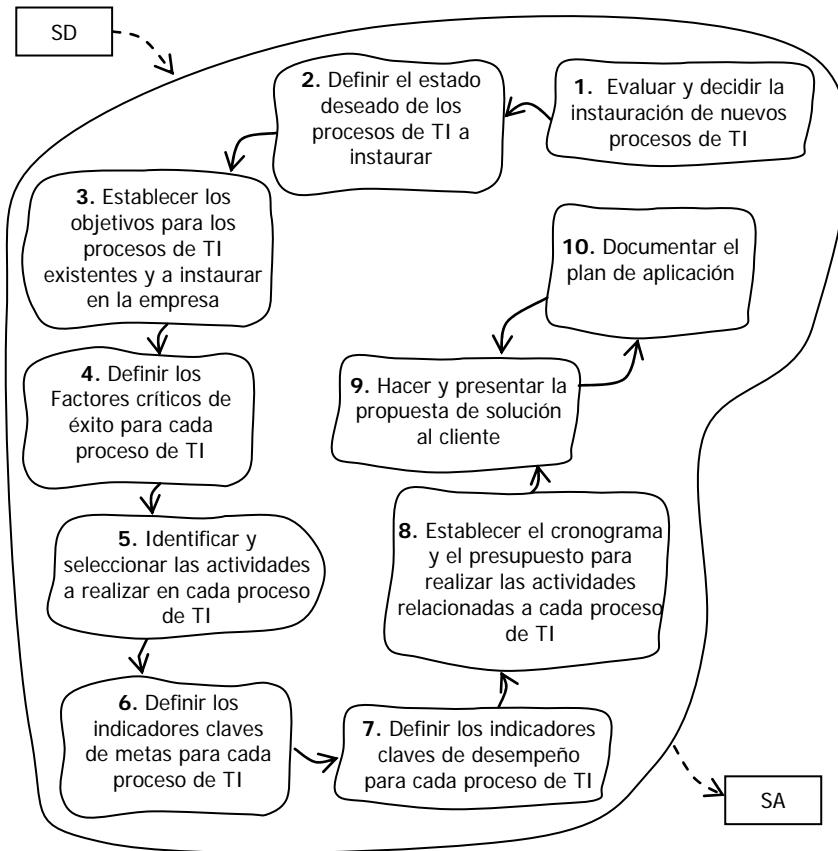 SD
1. Evaluar y decidir la
instauración de nuevos
procesos de TI
2. Definir el estado
deseado de los
procesos de TI a
instaurar
3. Establecer los
objetivos para los
procesos de TI
existentes y a instaurar
en la empresa
4. Definir los
Factores críticos de
éxito para cada
proceso de TI
5. Identificar y
seleccionar las actividades
a realizar en cada proceso
de TI
6. Definir los
indicadores claves
de metas para cada
proceso de TI
7. Definir los indicadores
claves de desempeño
para cada proceso de TI
8. Establecer el cronograma
y el presupuesto para
realizar las actividades
relacionadas a cada proceso
de TI
9. Hacer y presentar la
propuesta de solución
al cliente
10. Documentar el
plan de aplicación
SA